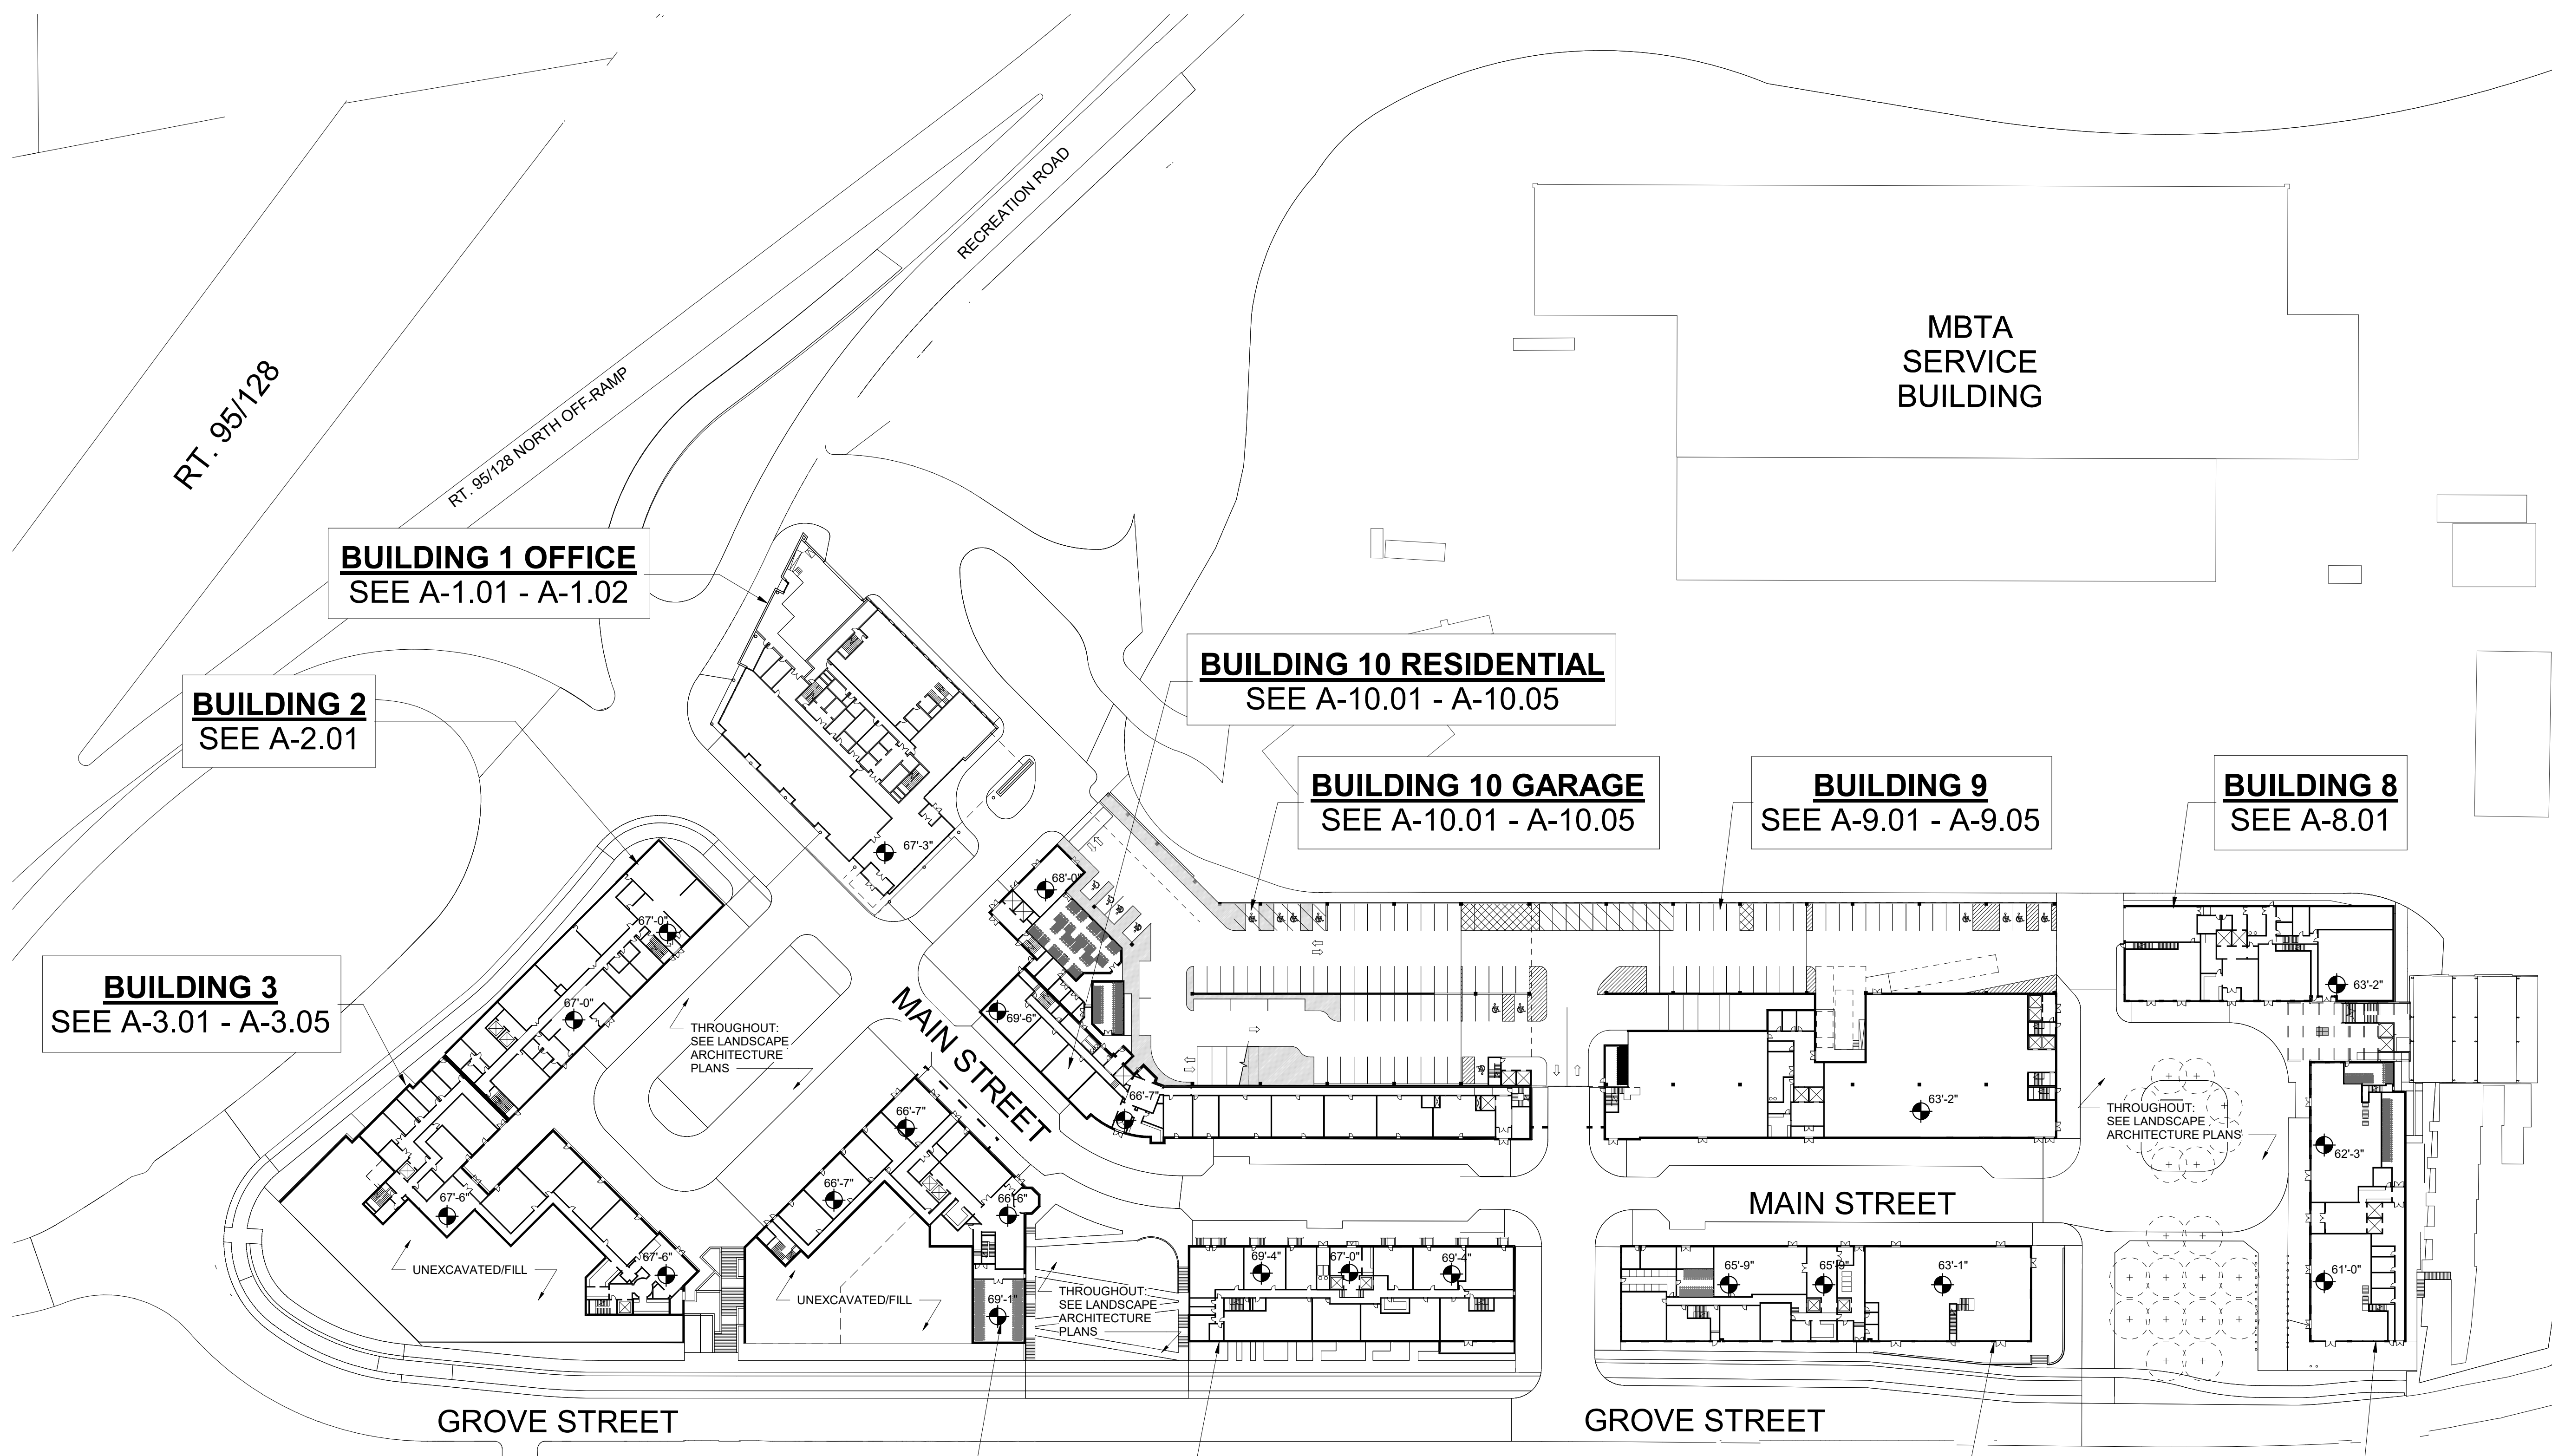 RECREATION ROAD
RT. 95/128
RT. 95/128 NORTH OFF-RAMP
MBTA
SERVICE
BUILDING
BUILDING 1 OFFICE
SEE A-1.01 - A-1.02
BUILDING 2
SEE A-2.01
BUILDING 10 RESIDENTIAL
SEE A-10.01 - A-10.05
BUILDING 10 GARAGE
SEE A-10.01 - A-10.05
BUILDING 9
SEE A-9.01 - A-9.05
BUILDING 8
SEE A-8.01
BUILDING 3
SEE A-3.01 - A-3.05
67'-3"
68'-0"
67'-0"
67'-0"
69'-6"
63'-2"
THROUGHOUT:
SEE LANDSCAPE
ARCHITECTURE
PLANS
MAIN STREET
66'-7"
66'-7"
63'-2"
THROUGHOUT:
SEE LANDSCAPE
ARCHITECTURE PLANS
62'-3"
66'-7"
67'-6"
66'-6"
MAIN STREET
67'-6"
69'-4"
67'-0"
69'-4"
65'-9"
65'-9"
63'-1"
61'-0"
UNEXCAVATED/FILL
UNEXCAVATED/FILL
69'-1"
THROUGHOUT:
SEE LANDSCAPE
ARCHITECTURE
PLANS
GROVE STREET
GROVE STREET